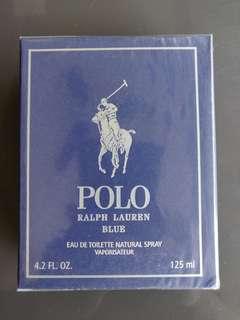 POLO
RALPH LAUREN
BLUE
EAU DE TOILETTE NATURAL SPRAY
VAPORISATEUR
4.2 FL. OZ. 125 ml